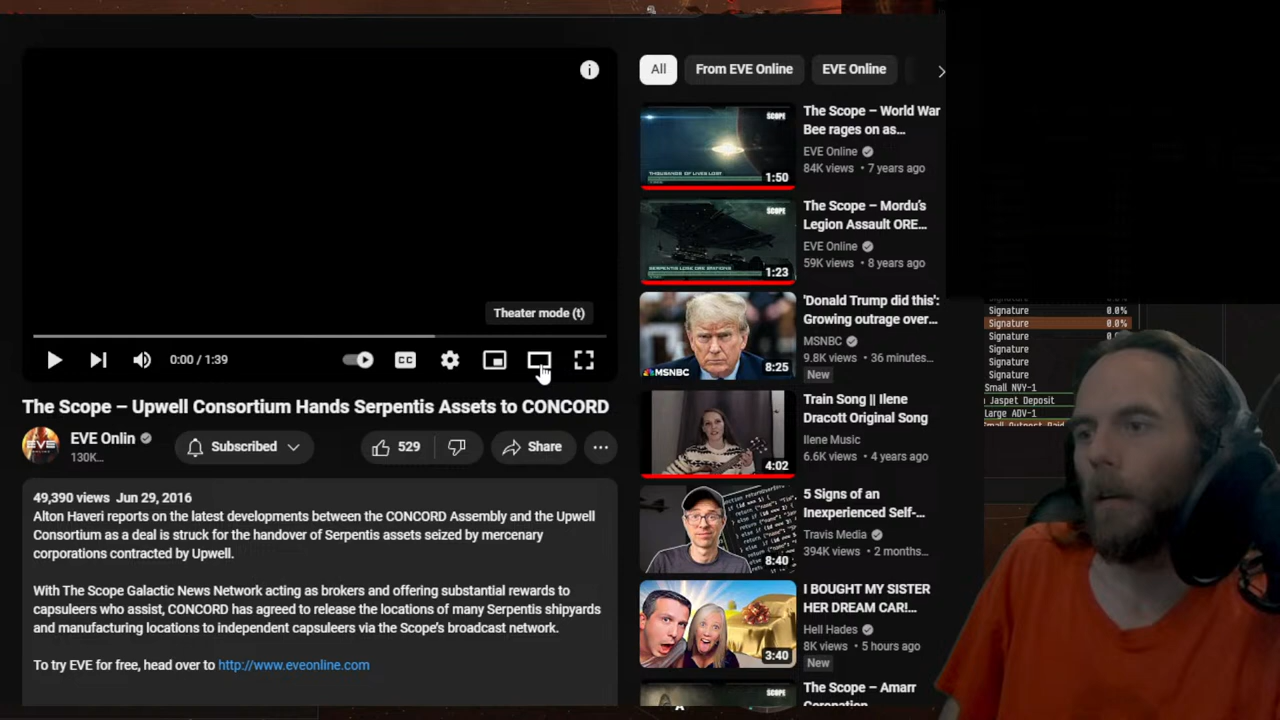 All
From EVE Online
EVE Online
Theater mode (t)
0:00 / 1:39
CC
The Scope – Upwell Consortium Hands Serpentis Assets to CONCORD
EVE Onlin
130K...
Subscribed
529
Share
49,390 views Jun 29, 2016
Alton Haveri reports on the latest developments between the CONCORD Assembly and the Upwell
Consortium as a deal is struck for the handover of Serpentis assets seized by mercenary
corporations contracted by Upwell.
With The Scope Galactic News Network acting as brokers and offering substantial rewards to
capsuleers who assist, CONCORD has agreed to release the locations of many Serpentis shipyards
and manufacturing locations to independent capsuleers via the Scope's broadcast network.
To try EVE for free, head over to http://www.eveonline.com
SCOPE
THOUSANDS OF LIVES LOST
1:50
The Scope – World War
Bee rages on as...
EVE Online
84K views • 7 years ago
SCOPE
SERPENTIS LOSE ORE STATIONS
1:23
The Scope – Mordu's
Legion Assault ORE...
EVE Online
59K views • 8 years ago
MSNBC
8:25
'Donald Trump did this':
Growing outrage over...
MSNBC
9.8K views • 36 minutes...
New
4:02
Train Song || Ilene
Dracott Original Song
Ilene Music
6.6K views • 4 years ago
8:40
5 Signs of an
Inexperienced Self-...
Travis Media
394K views • 2 months...
3:40
I BOUGHT MY SISTER
HER DREAM CAR!...
Hell Hades
8K views • 5 hours ago
New
SCOPE
The Scope – Amarr
Signature 0.0%
Signature 0.0%
Signature 0.0%
Signature
Signature
Signature
Small NVY-1
Jaspet Deposit
Large ADV-1